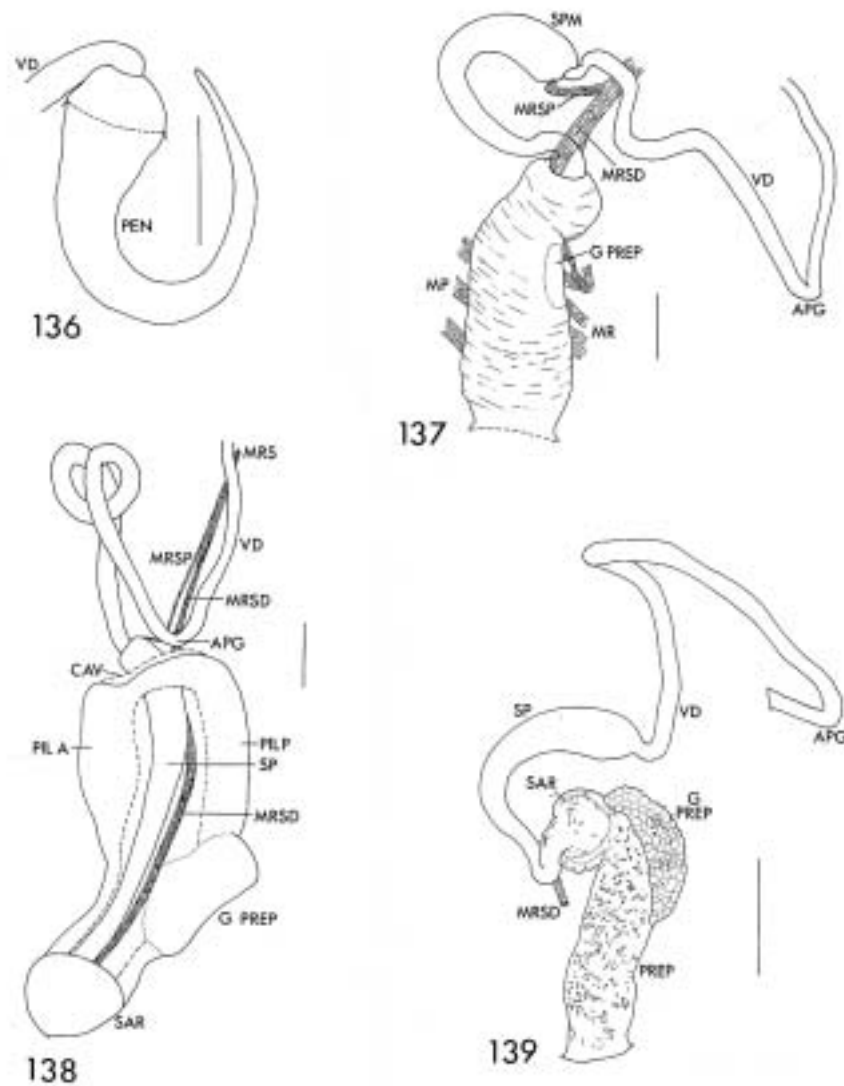 VD
PEN
136
SPM
MRSP
MRSD
VD
G PREP
MP
MR
APG
137
MRS
VD
MRSP
MRSD
APG
CAV
PIL A
PIL P
SP
MRSD
G PREP
SAR
138
SP
VD
APG
SAR
G
PREP
MRSD
PREP
139